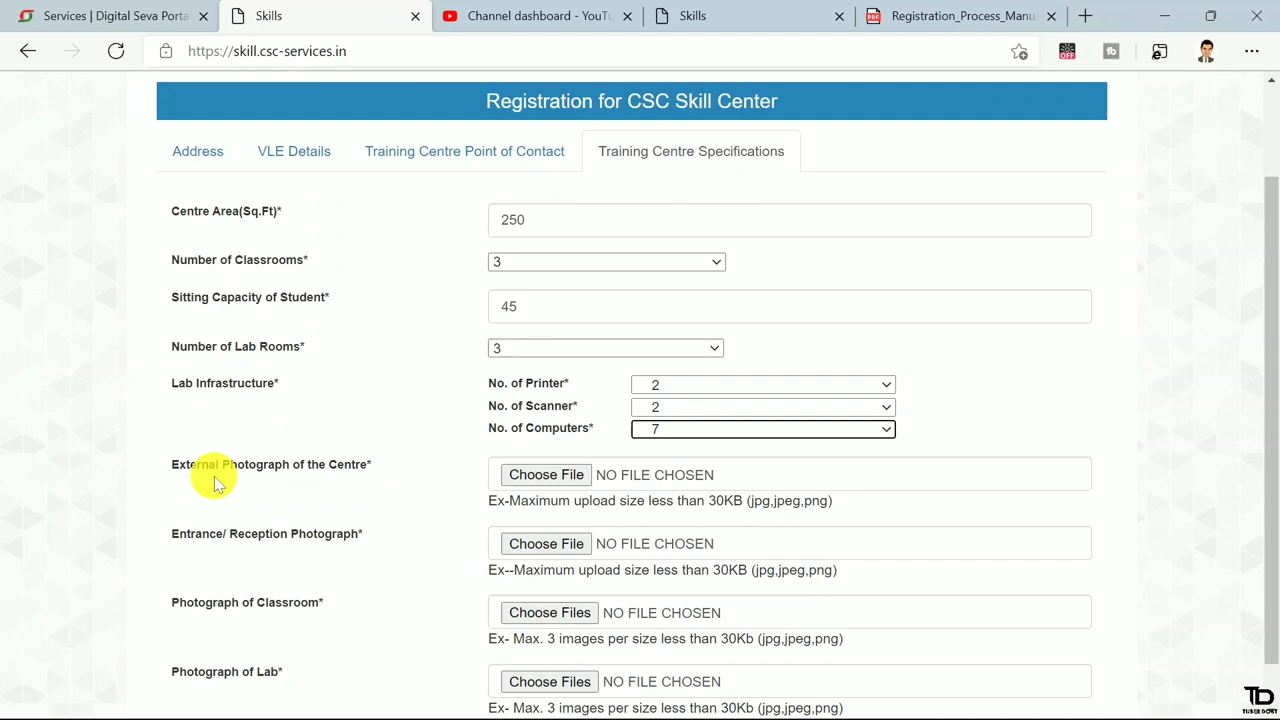 Services | Digital Seva Porta
Skills
Channel dashboard - YouTu
Skills
Registration_Process_Manua
https://skill.csc-services.in
OFF
tb
Registration for CSC Skill Center
Address
VLE Details
Training Centre Point of Contact
Training Centre Specifications
Centre Area(Sq.Ft)*
250
Number of Classrooms*
3
Sitting Capacity of Student*
45
Number of Lab Rooms*
3
Lab Infrastructure*
No. of Printer*
2
No. of Scanner*
2
No. of Computers*
7
External Photograph of the Centre*
Choose File NO FILE CHOSEN
Ex-Maximum upload size less than 30KB (jpg,jpeg,png)
Entrance/ Reception Photograph*
Choose File NO FILE CHOSEN
Ex--Maximum upload size less than 30KB (jpg,jpeg,png)
Photograph of Classroom*
Choose Files NO FILE CHOSEN
Ex- Max. 3 images per size less than 30Kb (jpg,jpeg,png)
Photograph of Lab*
Choose Files NO FILE CHOSEN
Ex- Max. 3 images per size less than 30Kb (jpg,jpeg,png)
TD